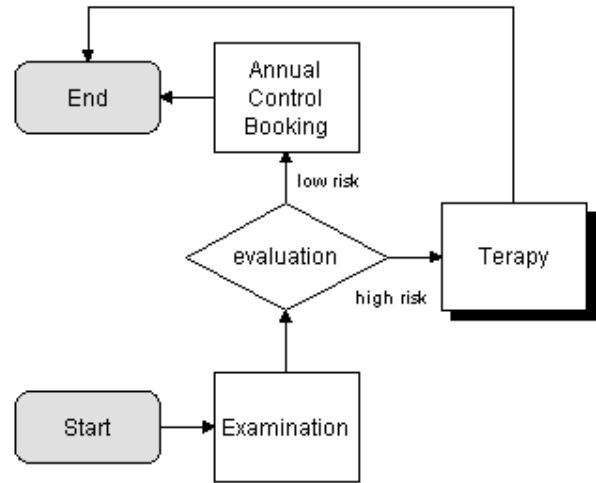 End
Annual
Control
Booking
low risk
evaluation
high risk
Terapy
Start
Examination